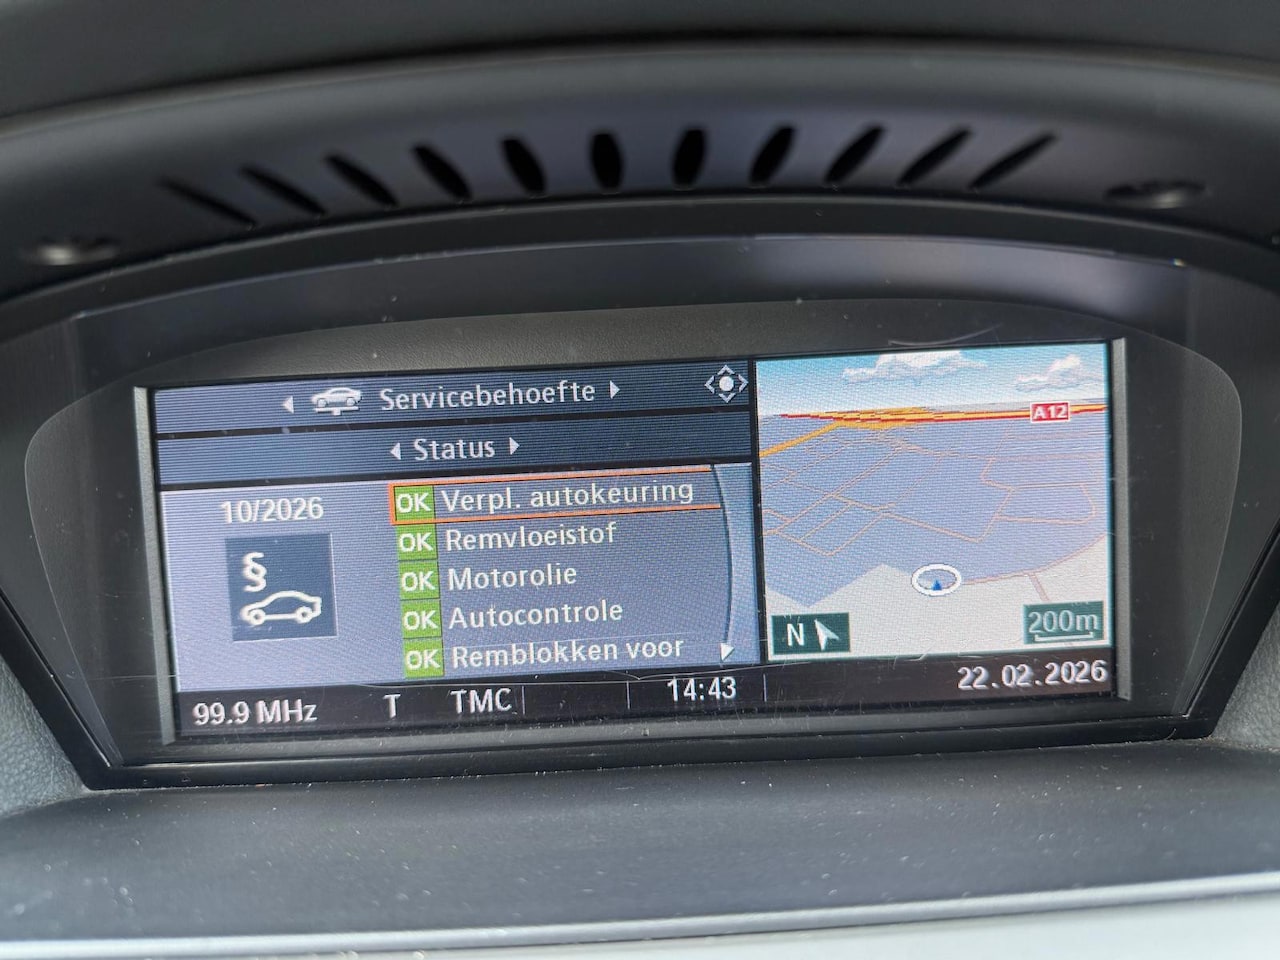 Servicebehoefte
Status
10/2026
§
OK Verpl. autokeuring
OK Remvloeistof
OK Motorolie
OK Autocontrole
OK Remblokken voor
A12
N
200m
99.9 MHz T TMC 14:43 22.02.2026